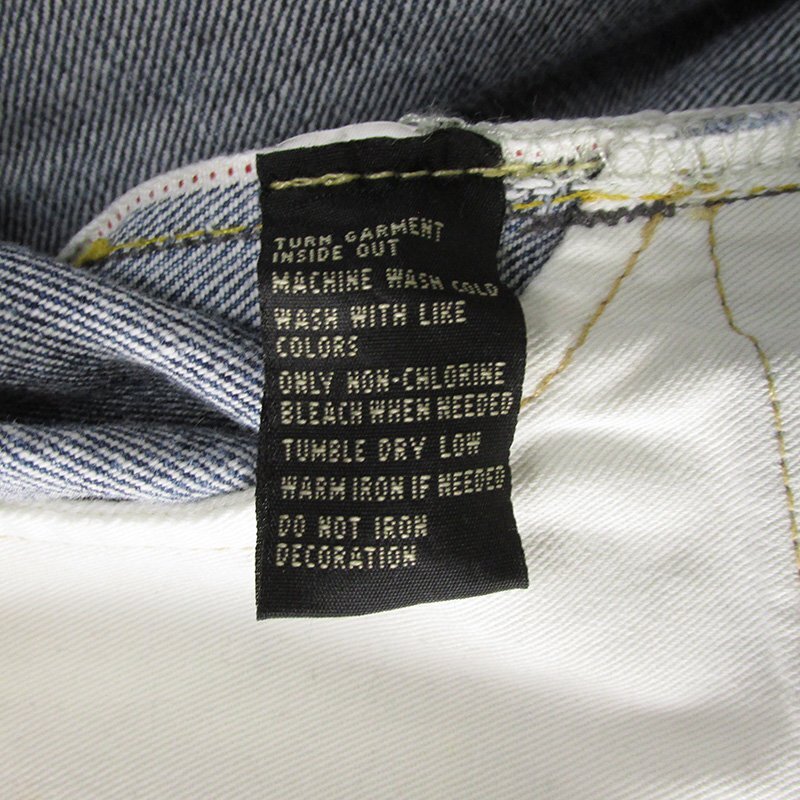 TURN GARMENT
INSIDE OUT
MACHINE WASH COLD
WASH WITH LIKE
COLORS
ONLY NON-CHLORINE
BLEACH WHEN NEEDED
TUMBLE DRY LOW
WARM IRON IF NEEDED
DO NOT IRON
DECORATION